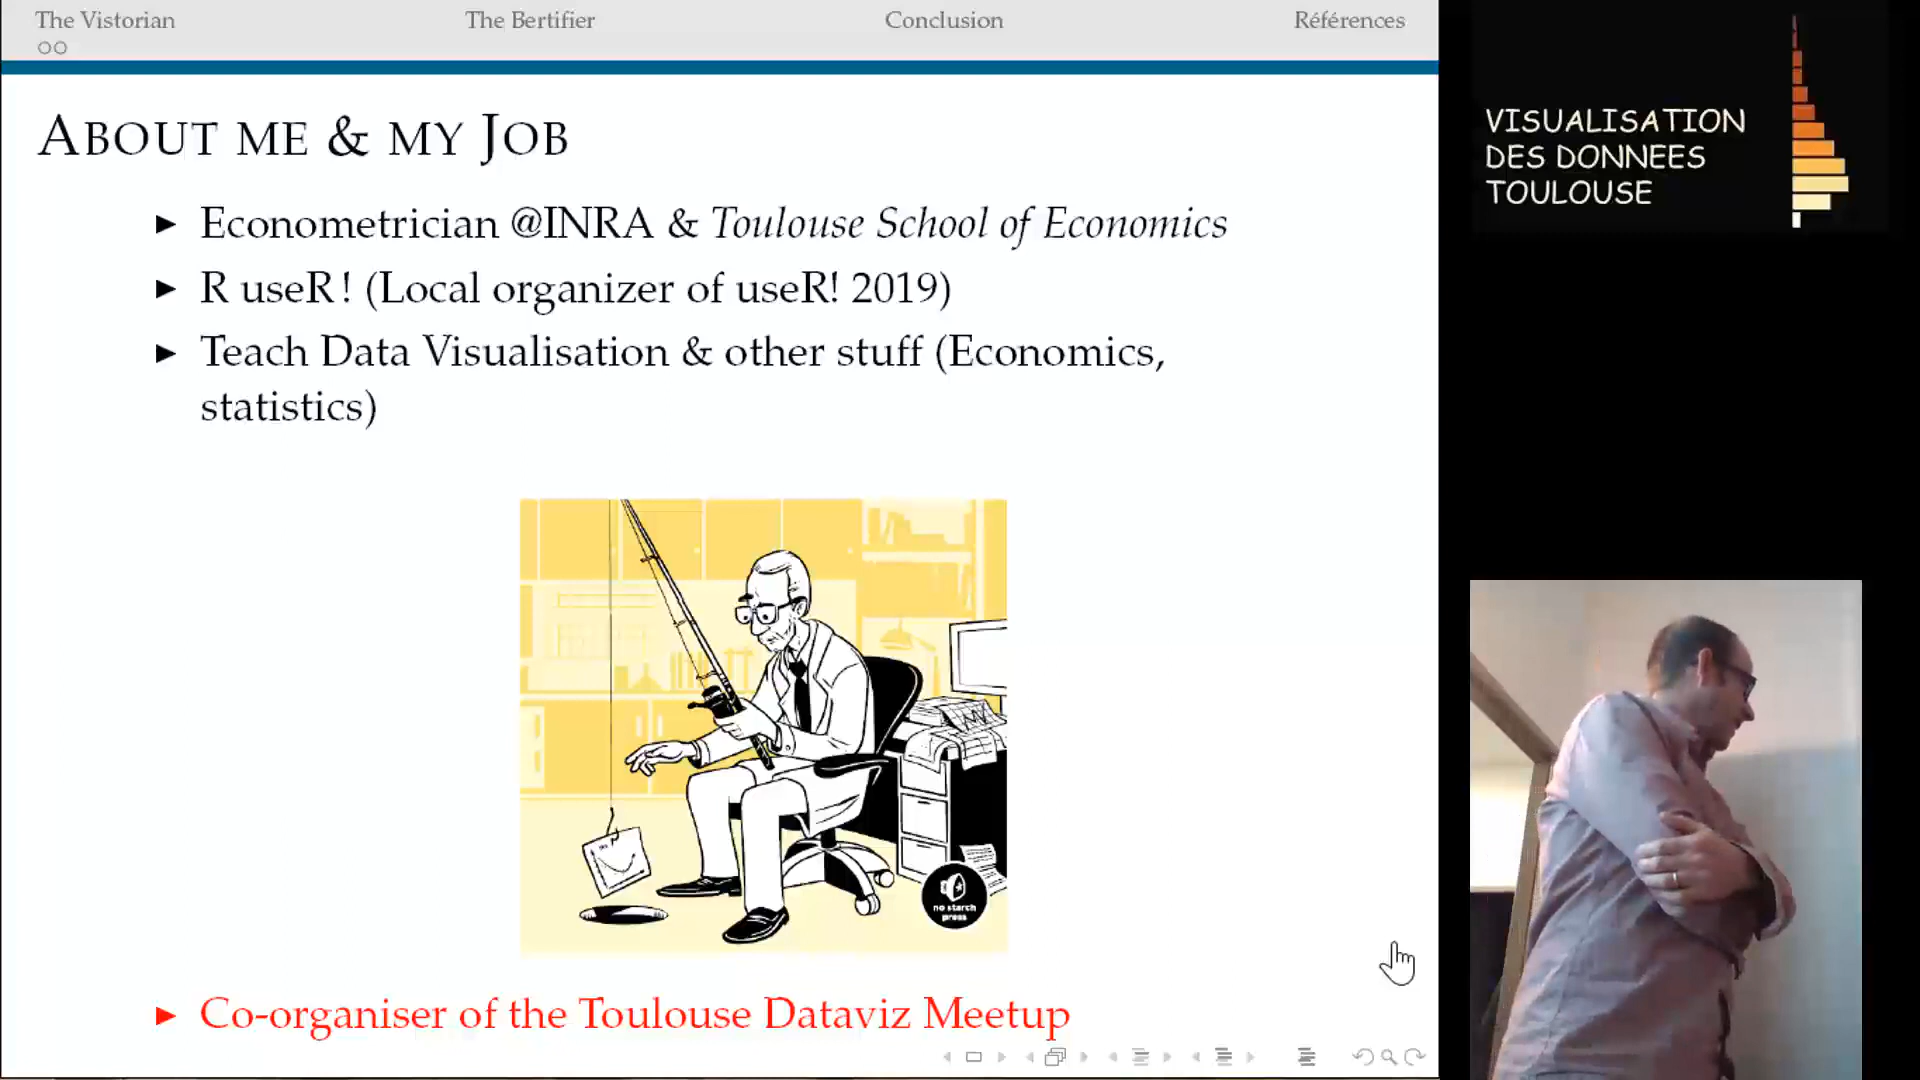 The Vistorian
The Bertifier
Conclusion
Références
ABOUT ME & MY JOB
Econometrician @INRA & Toulouse School of Economics
R useR! (Local organizer of useR! 2019)
Teach Data Visualisation & other stuff (Economics,
statistics)
no starch
press
Co-organiser of the Toulouse Dataviz Meetup
VISUALISATION
DES DONNEES
TOULOUSE